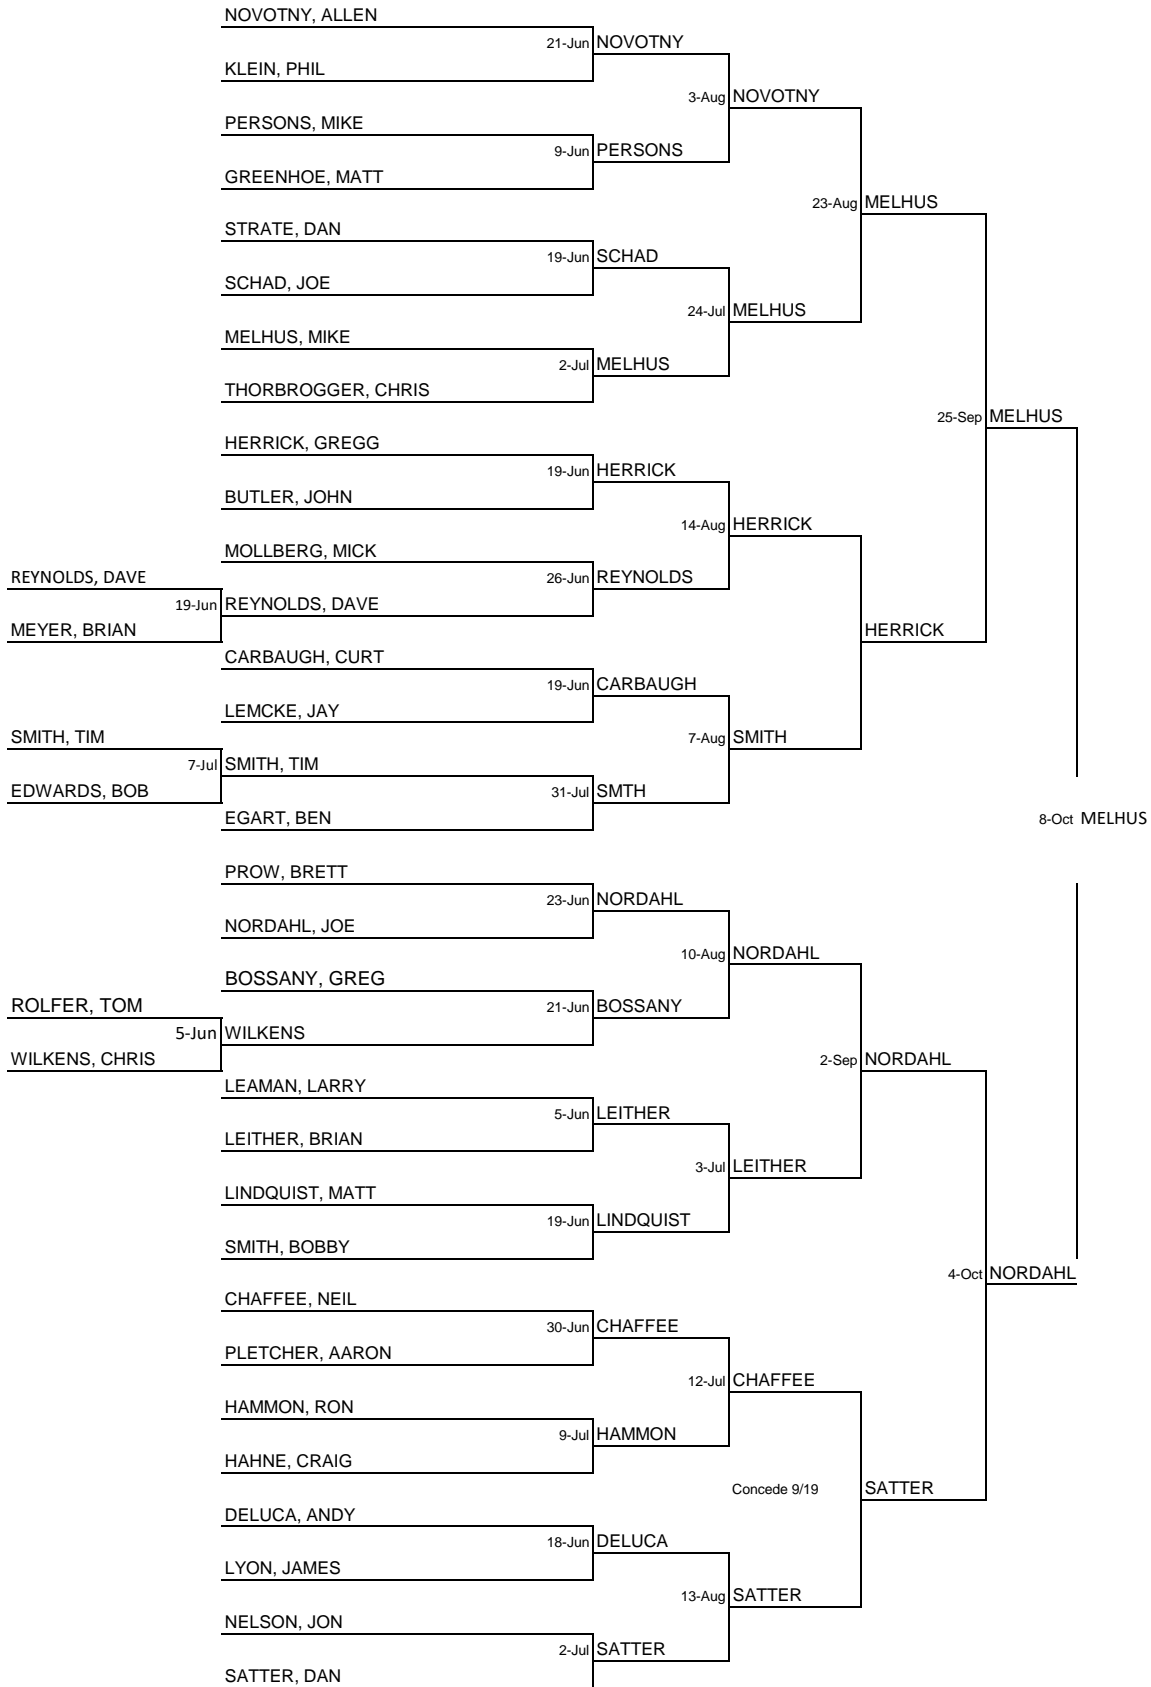 NOVOTNY, ALLEN
21-Jun NOVOTNY
KLEIN, PHIL
3-Aug NOVOTNY
PERSONS, MIKE
9-Jun PERSONS
GREENHOE, MATT
23-Aug MELHUS
STRATE, DAN
19-Jun SCHAD
SCHAD, JOE
24-Jul MELHUS
MELHUS, MIKE
2-Jul MELHUS
THORBROGGER, CHRIS
25-Sep MELHUS
HERRICK, GREGG
19-Jun HERRICK
BUTLER, JOHN
14-Aug HERRICK
MOLLBERG, MICK
REYNOLDS, DAVE
26-Jun REYNOLDS
19-Jun REYNOLDS, DAVE
MEYER, BRIAN
HERRICK
CARBAUGH, CURT
19-Jun CARBAUGH
LEMCKE, JAY
SMITH, TIM
7-Aug SMITH
7-Jul SMITH, TIM
EDWARDS, BOB
31-Jul SMTH
EGART, BEN
8-Oct MELHUS
PROW, BRETT
23-Jun NORDAHL
NORDAHL, JOE
10-Aug NORDAHL
BOSSANY, GREG
ROLFER, TOM
21-Jun BOSSANY
5-Jun WILKENS
WILKENS, CHRIS
2-Sep NORDAHL
LEAMAN, LARRY
5-Jun LEITHER
LEITHER, BRIAN
3-Jul LEITHER
LINDQUIST, MATT
19-Jun LINDQUIST
SMITH, BOBBY
4-Oct NORDAHL
CHAFFEE, NEIL
30-Jun CHAFFEE
PLETCHER, AARON
12-Jul CHAFFEE
HAMMON, RON
9-Jul HAMMON
HAHNE, CRAIG
Concede 9/19 SATTER
DELUCA, ANDY
18-Jun DELUCA
LYON, JAMES
13-Aug SATTER
NELSON, JON
2-Jul SATTER
SATTER, DAN